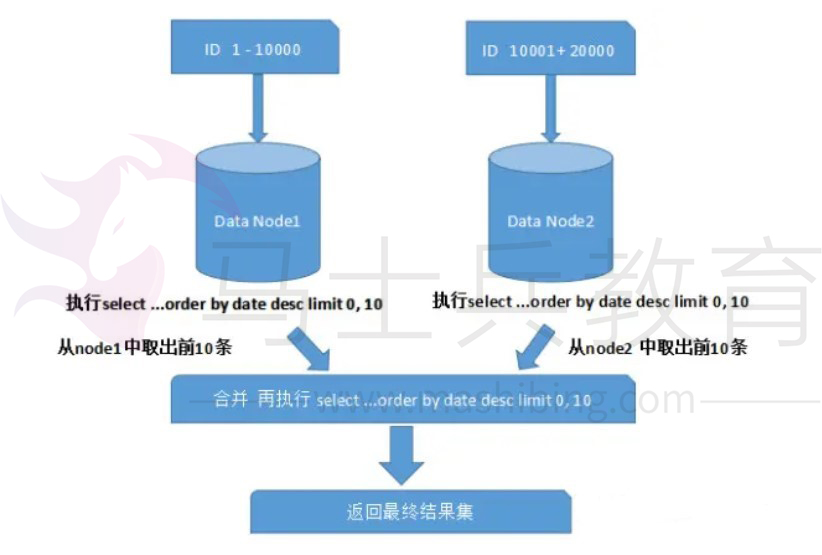 ID 1 - 10000
ID 10001+ 20000
Data Node1
Data Node2
马士兵教育
执行select ...order by date desc limit 0, 10
执行select ...order by date desc limit 0, 10
从node1中取出前10条
从node2 中取出前10条
合并 再执行 select ...order by date desc limit 0, 10
www.mashibing.com
返回最终结果集